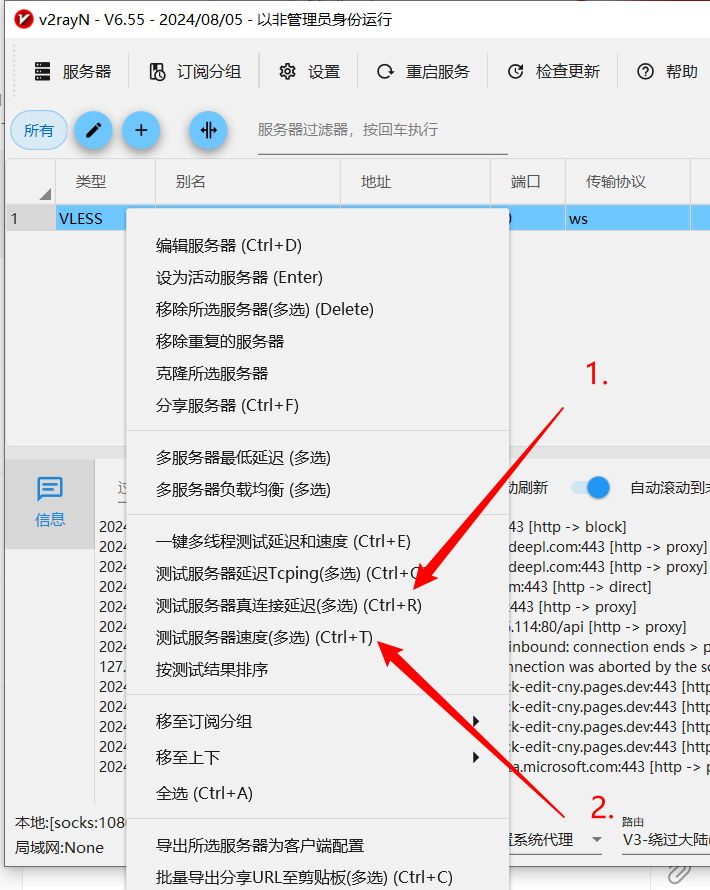 v2rayN - V6.55 - 2024/08/05 - 以非管理员身份运行
服务器 订阅分组 设置 重启服务 检查更新 帮助
所有 服务器过滤器，按回车执行
类型 别名 地址 端口 传输协议
1 VLESS ws
编辑服务器 (Ctrl+D)
设为活动服务器 (Enter)
移除所选服务器(多选) (Delete)
移除重复的服务器
克隆所选服务器
分享服务器 (Ctrl+F)
1.
多服务器最低延迟 (多选)
多服务器负载均衡 (多选)
自动滚动到
信息
刷新
一键多线程测试延迟和速度 (Ctrl+E)
测试服务器延迟Tcping(多选) (Ctrl+
测试服务器真连接延迟(多选) (Ctrl+R)
测试服务器速度(多选) (Ctrl+T)
按测试结果排序
移至订阅分组
移至上下
全选 (Ctrl+A)
导出所选服务器为客户端配置
批量导出分享URL至剪贴板(多选) (Ctrl+C)
2024
2024
2024
2024
2024
2024
2024
127.
2024
2024
2024
2024
2024
43 [http -> block]
deepl.com:443 [http -> proxy]
deepl.com:443 [http -> proxy]
m:443 [http -> direct]
443 [http -> proxy]
.114:80/api [http -> proxy]
inbound: connection ends > p
nnection was aborted by the so
ck-edit-cny.pages.dev:443 [http
ck-edit-cny.pages.dev:443 [http
ck-edit-cny.pages.dev:443 [http
ck-edit-cny.pages.dev:443 [http
ta.microsoft.com:443 [http -> p
2.
本地:[socks:108
局域网:None
系统代理
路由
V3-绕过大陆(